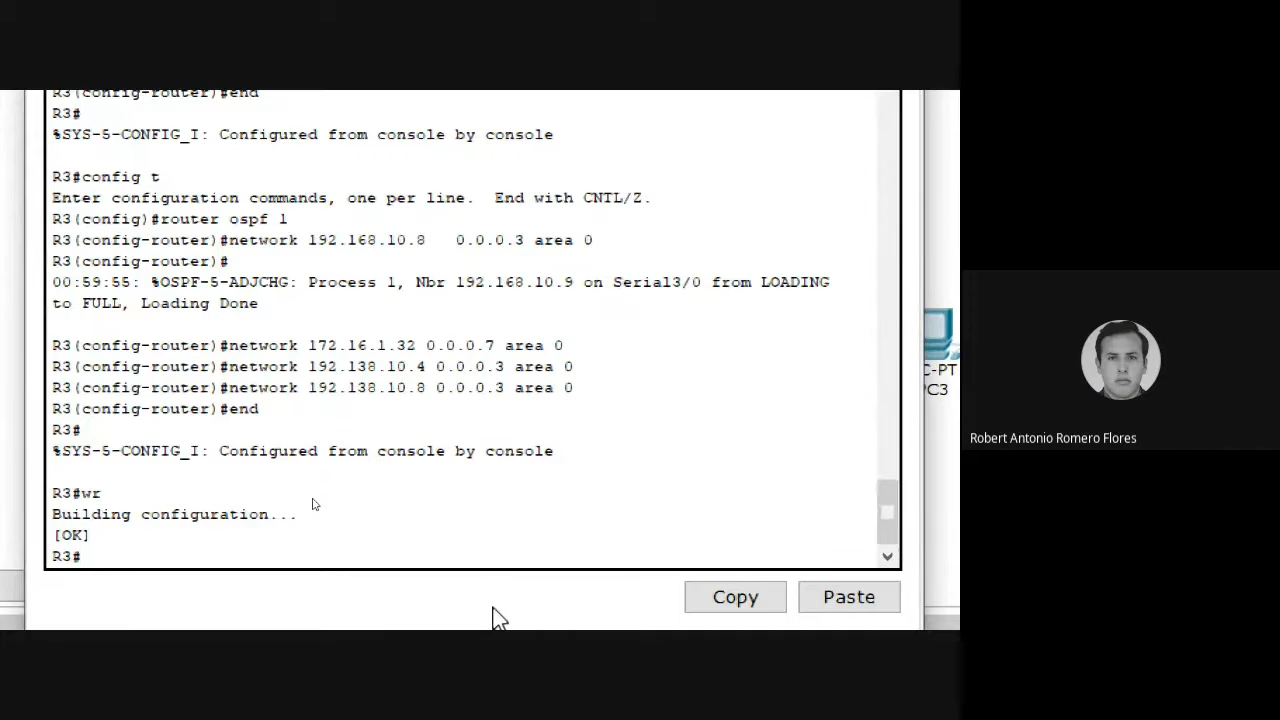 R3(config-router)#end
R3#
%SYS-5-CONFIG_I: Configured from console by console
R3#config t
Enter configuration commands, one per line.  End with CNTL/Z.
R3(config)#router ospf 1
R3(config-router)#network 192.168.10.8   0.0.0.3 area 0
R3(config-router)#
00:59:55: %OSPF-5-ADJCHG: Process 1, Nbr 192.168.10.9 on Serial3/0 from LOADING
to FULL, Loading Done
R3(config-router)#network 172.16.1.32 0.0.0.7 area 0
R3(config-router)#network 192.138.10.4 0.0.0.3 area 0
R3(config-router)#network 192.138.10.8 0.0.0.3 area 0
R3(config-router)#end
R3#
%SYS-5-CONFIG_I: Configured from console by console
R3#wr
Building configuration...
[OK]
R3#
Copy
Paste
C-PT
PC3
Robert Antonio Romero Flores